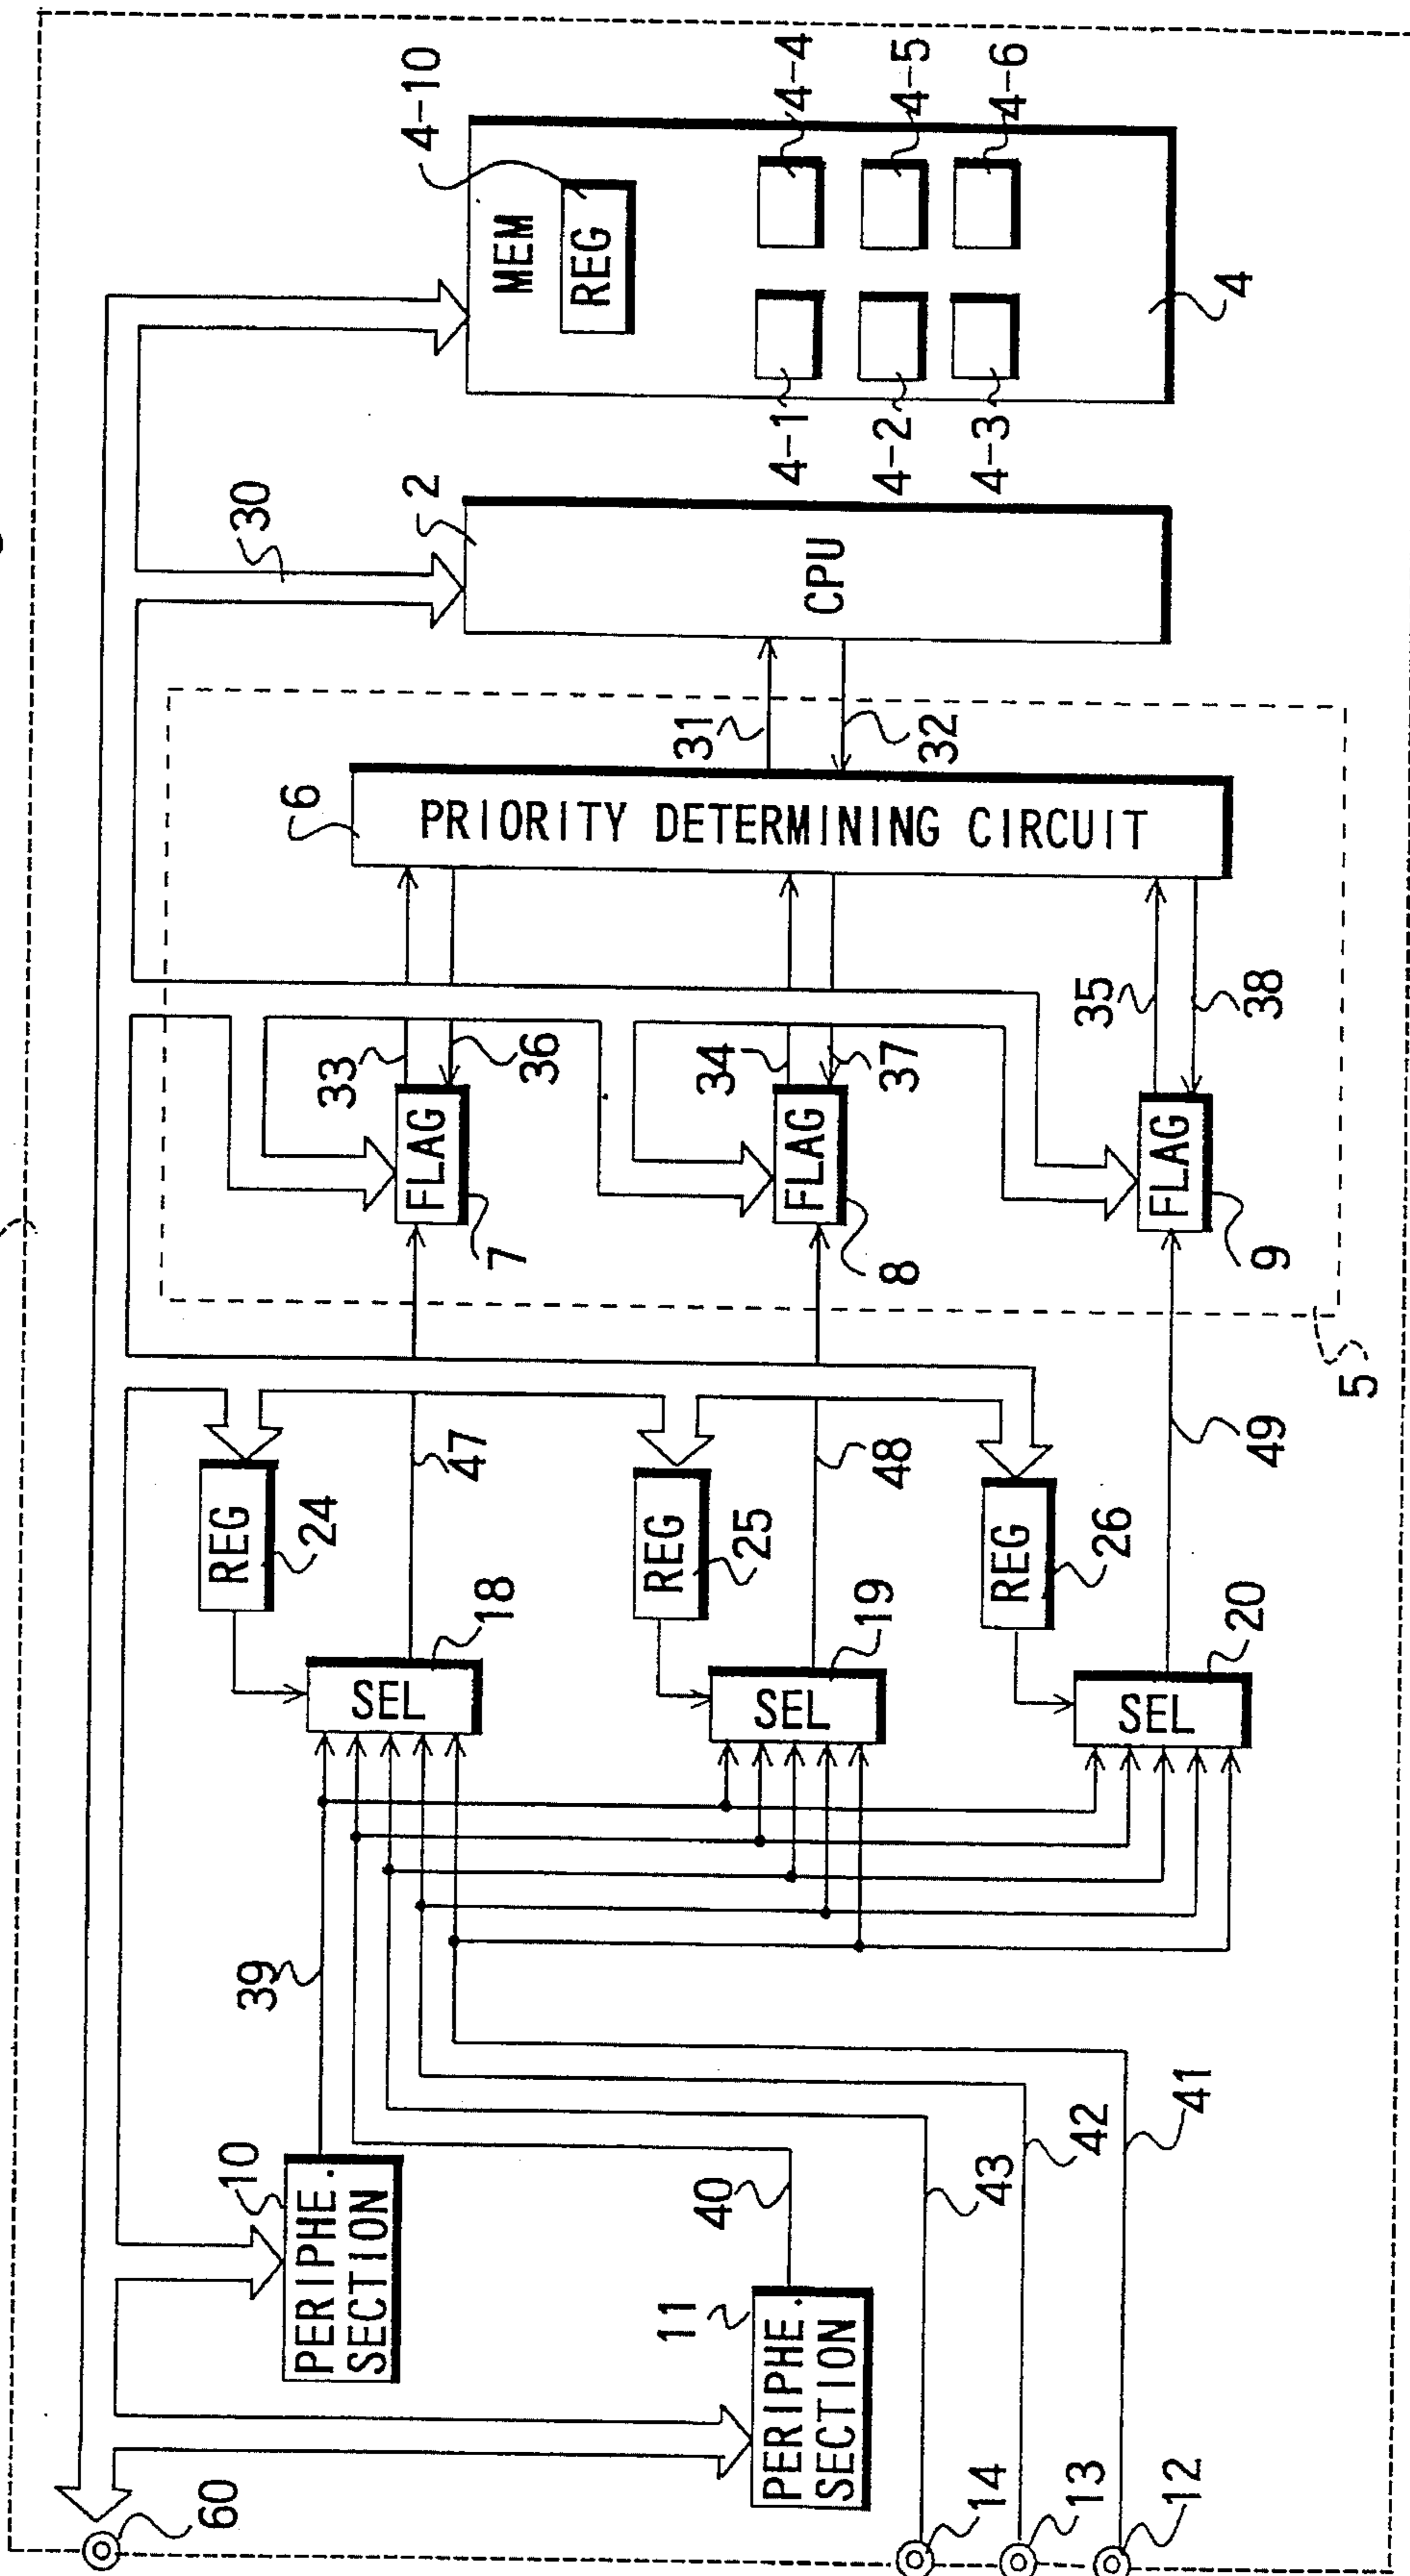 4-10
MEM
REG
4-4
4-5
4-6
4-1
4-2
4-3
4
30
2
CPU
31
32
6
PRIORITY DETERMINING CIRCUIT
33
36
34
37
35
38
FLAG
7
FLAG
8
FLAG
9
5
REG
24
47
REG
25
48
REG
26
49
SEL
18
SEL
19
SEL
20
39
10
PERIPHE.
SECTION
40
43
42
41
11
PERIPHE.
SECTION
60
14
13
12